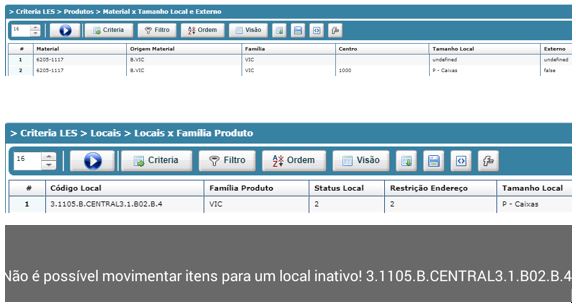 > Criteria LES > Produtos > Material x Tamanho Local e Externo
16 Criteria Filtro Ordem Visão
# Material Origem Material Família Centro Tamanho Local Externo
1 6205-1117 B.VIC VIC undefined undefined
2 6205-1117 B.VIC VIC 1000 P - Caixas false
> Criteria LES > Locais > Locais x Família Produto
16 Criteria Filtro Ordem Visão
# Código Local Família Produto Status Local Restrição Endereço Tamanho Local
1 3.1105.B.CENTRAL3.1.B02.B.4 VIC 2 2 P - Caixas
Não é possível movimentar itens para um local inativo! 3.1105.B.CENTRAL3.1.B02.B.4